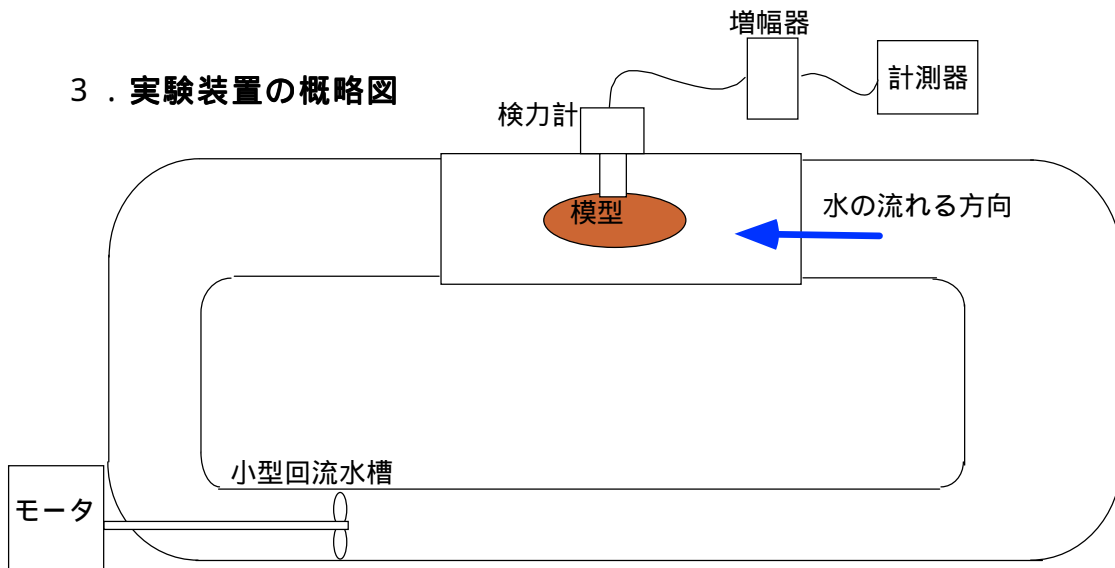 増幅器
計測器
3．実験装置の概略図
検力計
模型
水の流れる方向
小型回流水槽
モータ